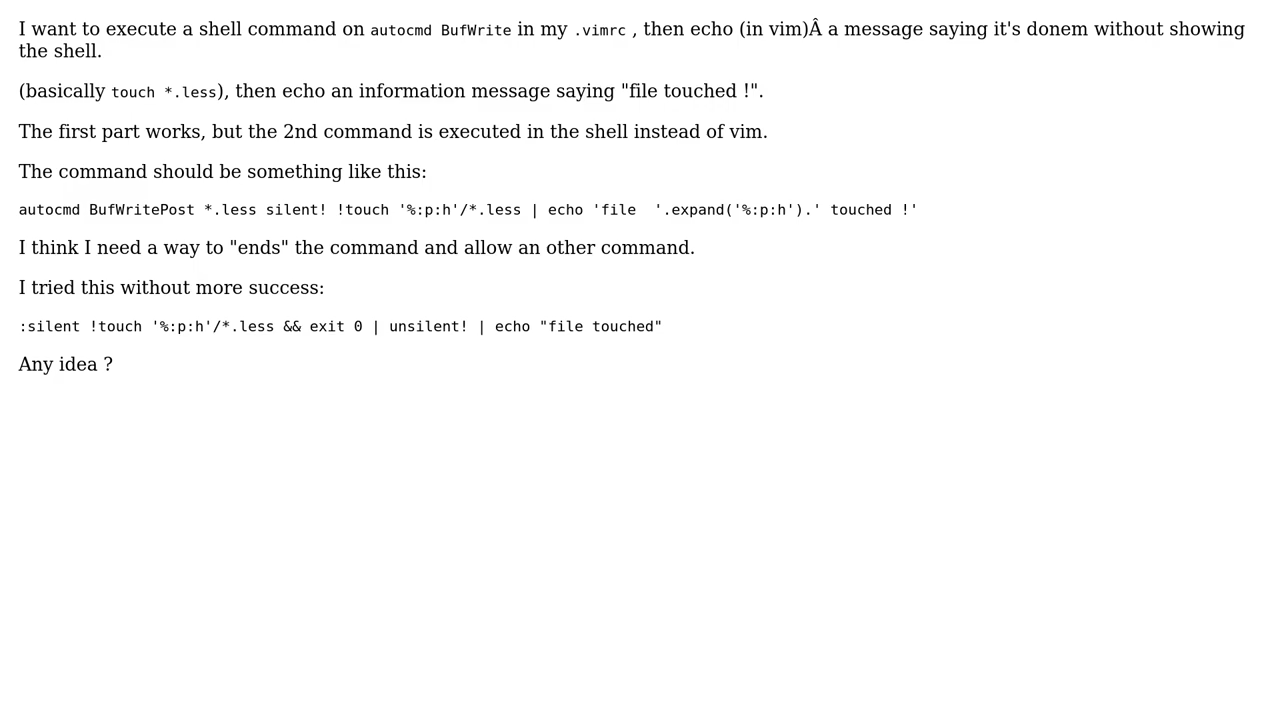 I want to execute a shell command on autocmd BufWrite in my .vimrc , then echo (in vim)Â a message saying it's donem without showing
the shell.
(basically touch *.less), then echo an information message saying "file touched !".
The first part works, but the 2nd command is executed in the shell instead of vim.
The command should be something like this:
autocmd BufWritePost *.less silent! !touch '%:p:h'/*.less | echo 'file  '.expand('%:p:h').' touched !'
I think I need a way to "ends" the command and allow an other command.
I tried this without more success:
:silent !touch '%:p:h'/*.less && exit 0 | unsilent! | echo "file touched"
Any idea ?